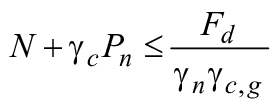 N + γ_c P_n ≤ F_d / (γ_n γ_{c,g})